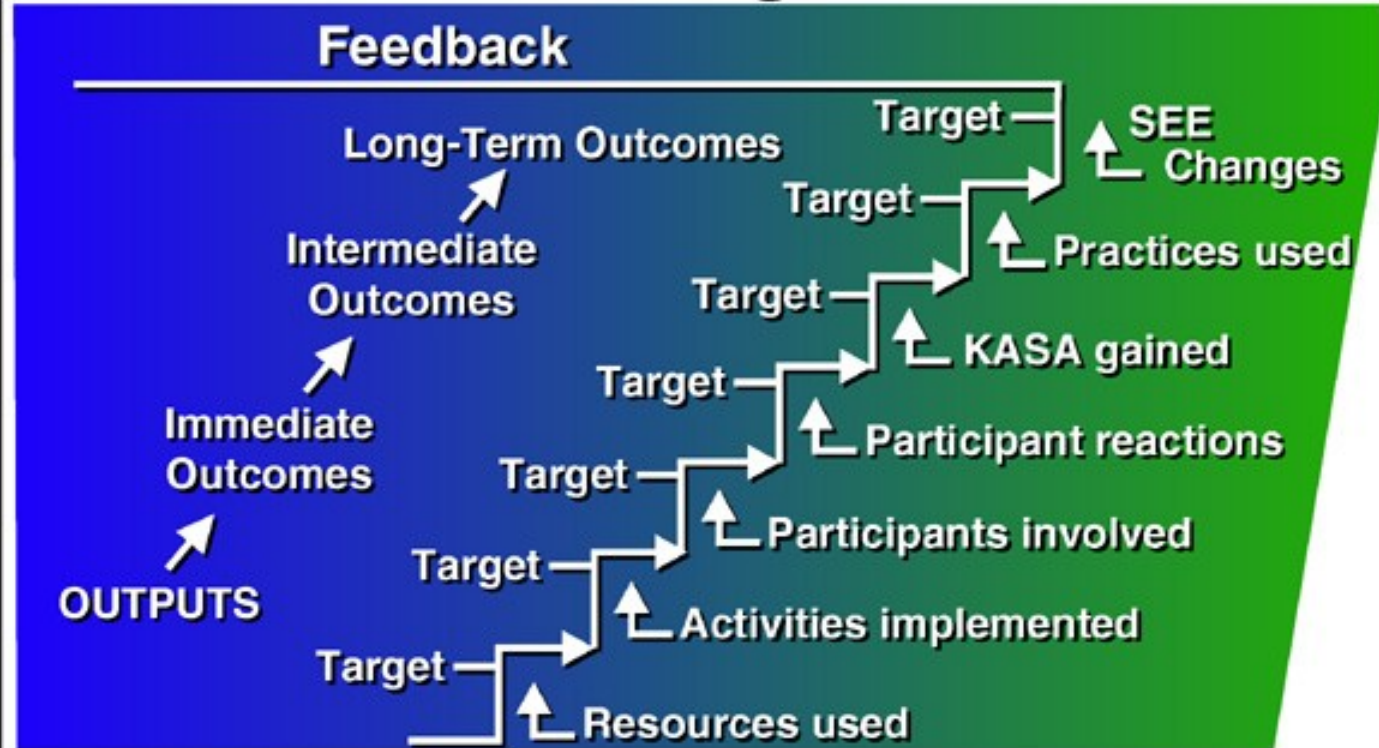 Feedback
Target
SEE
Changes
Long-Term Outcomes
Target
Practices used
Intermediate
Outcomes
Target
KASA gained
Target
Participant reactions
Immediate
Outcomes
Target
Participants involved
Target
OUTPUTS
Activities implemented
Target
Resources used